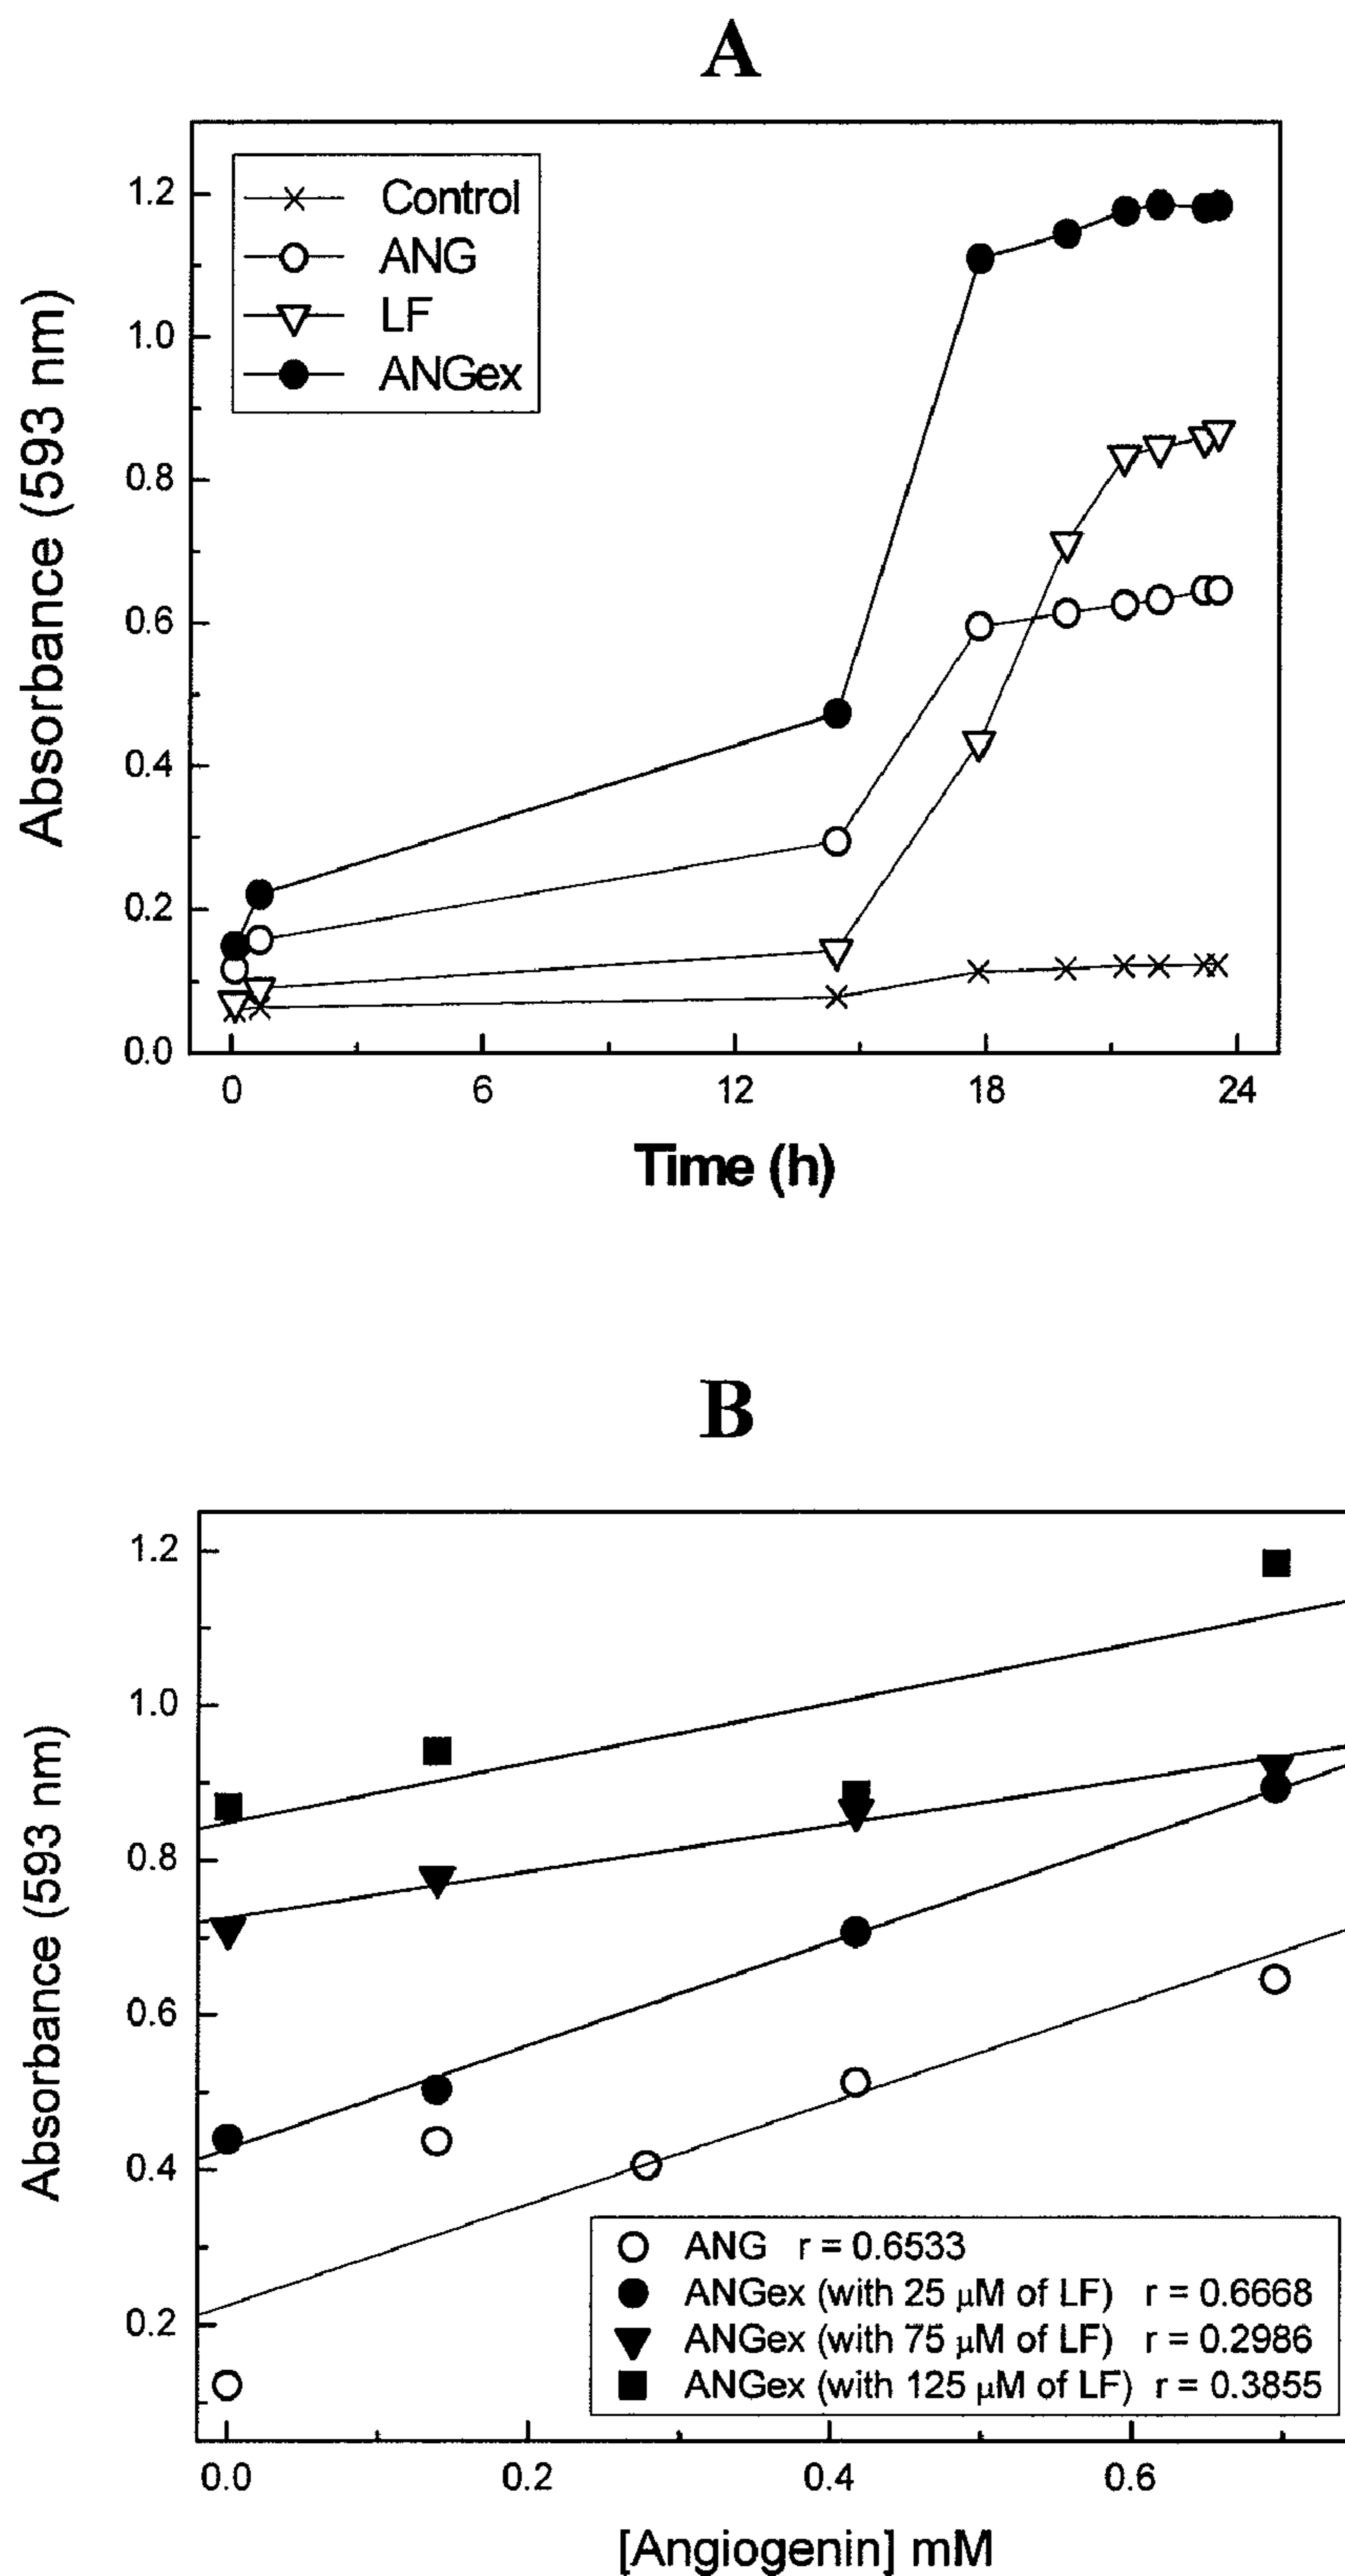 A
Absorbance (593 nm)
1.2
1.0
0.8
0.6
0.4
0.2
0.0
Control
ANG
LF
ANGex
0 6 12 18 24
Time (h)
B
Absorbance (593 nm)
1.2
1.0
0.8
0.6
0.4
0.2
ANG r = 0.6533
ANGex (with 25 μM of LF) r = 0.6668
ANGex (with 75 μM of LF) r = 0.2986
ANGex (with 125 μM of LF) r = 0.3855
0.0 0.2 0.4 0.6
[Angiogenin] mM